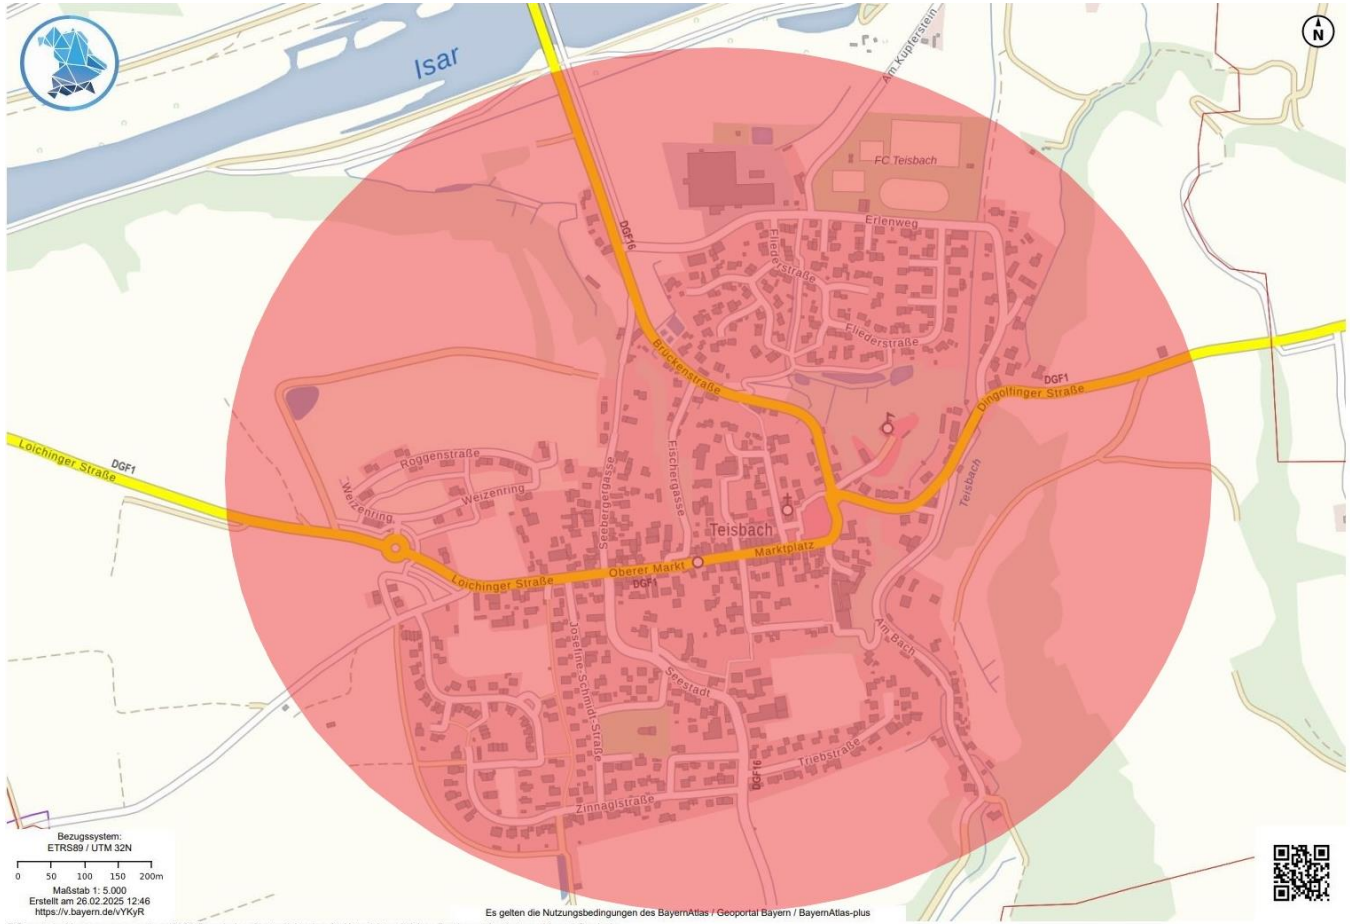 N
Isar
Am Kupferstein
FC Teisbach
Erlenweg
DGF16
Fliederstraße
Fliederstraße
Brückenstraße
DGF1
Dingolfinger Straße
Loichinger Straße
DGF1
Roggenstraße
Weizenring
Weizenring
Seebergergasse
Fischergasse
Teisbach
Teisbach
Marktplatz
Oberer Markt
DGF1
Loichinger Straße
Josefine-Schmidt-Straße
Am Bach
Seestadt
Triebstraße
DGF16
Zinnaglstraße
Bezugssystem:
ETRS89 / UTM 32N
0 50 100 150 200m
Maßstab 1: 5.000
Erstellt am 26.02.2025 12:46
https://v.bayern.de/vYKyR
Es gelten die Nutzungsbedingungen des BayernAtlas / Geoportal Bayern / BayernAtlas-plus